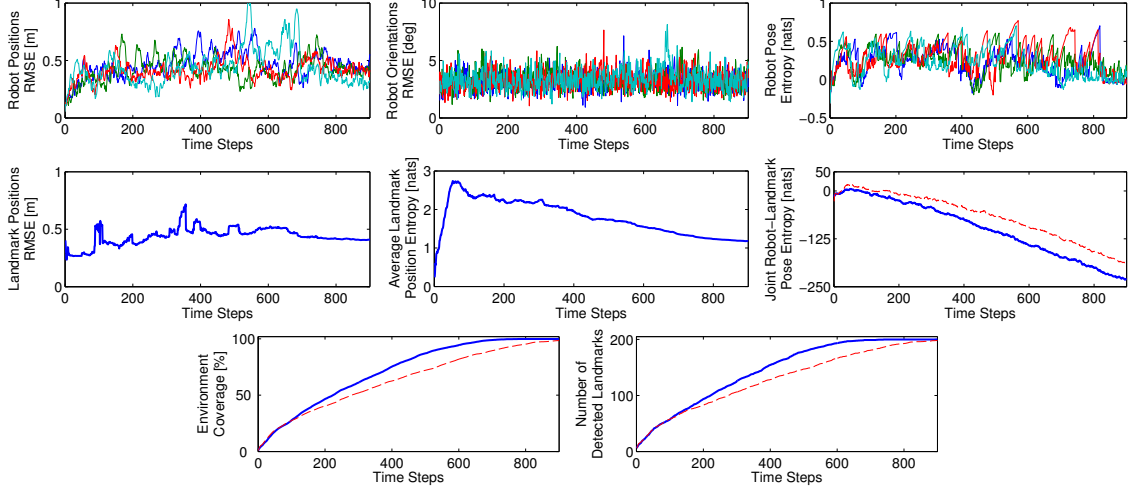 Robot Positions
RMSE [m]
1
0.5
0
0
200
400
600
800
Time Steps
Robot Orientations
RMSE [deg]
10
5
0
0
200
400
600
800
Time Steps
Robot Pose
Entropy [nats]
1
0.5
0
−0.5
0
200
400
600
800
Time Steps
Landmark Positions
RMSE [m]
1
0.5
0
0
200
400
600
800
Time Steps
Average Landmark
Position Entropy [nats]
3
2
1
0
0
200
400
600
800
Time Steps
Joint Robot−Landmark
Pose Entropy [nats]
50
0
−125
−250
0
200
400
600
800
Time Steps
Environment
Coverage [%]
100
50
0
0
200
400
600
800
Time Steps
Number of
Detected Landmarks
200
100
0
0
200
400
600
800
Time Steps